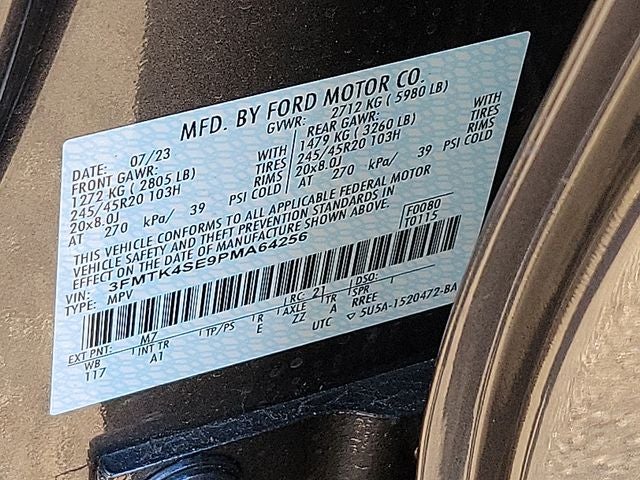 MFD. BY FORD MOTOR CO.
DATE: 07/23 GVWR: 2712 KG ( 5980 LB)
FRONT GAWR: WITH REAR GAWR: WITH
1272 KG ( 2805 LB) TIRES 1479 KG ( 3260 LB) TIRES
245/45R20 103H RIMS 245/45R20 103H RIMS
20x8.0J PSI COLD 20x8.0J PSI COLD
AT 270 kPa/ 39 AT 270 kPa/ 39
THIS VEHICLE CONFORMS TO ALL APPLICABLE FEDERAL MOTOR
VEHICLE SAFETY AND THEFT PREVENTION STANDARDS IN
EFFECT ON THE DATE OF MANUFACTURE SHOWN ABOVE.
VIN: 3FMTK4SE9PMA64256 F0080
TYPE: MPV T0115
EXT PNT: M7 RC: 21 DSO:
WB INT TR TP/PS R AXLE TR SPR
117 A1 E ZZ A RREE
UTC 5U5A-1520472-BA